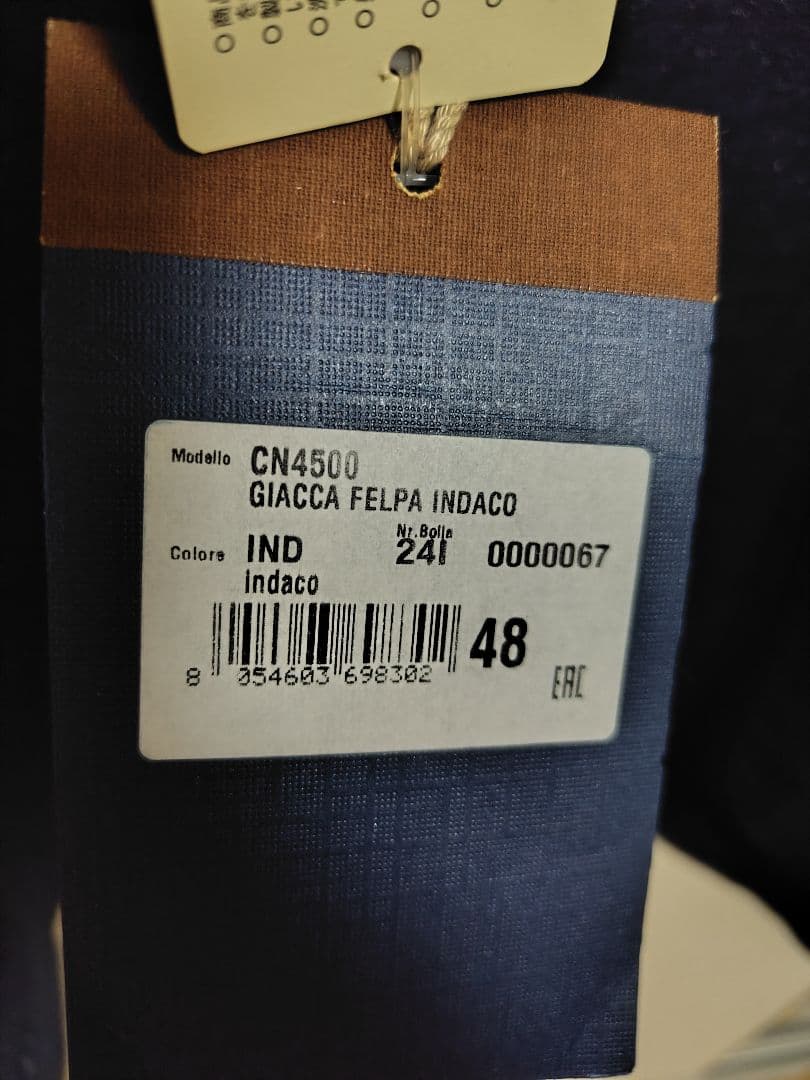 Modello CN4500
GIACCA FELPA INDACO
Nr.Bolla
Colore IND 24I 0000067
indaco
48
8 054603 698302
EAC